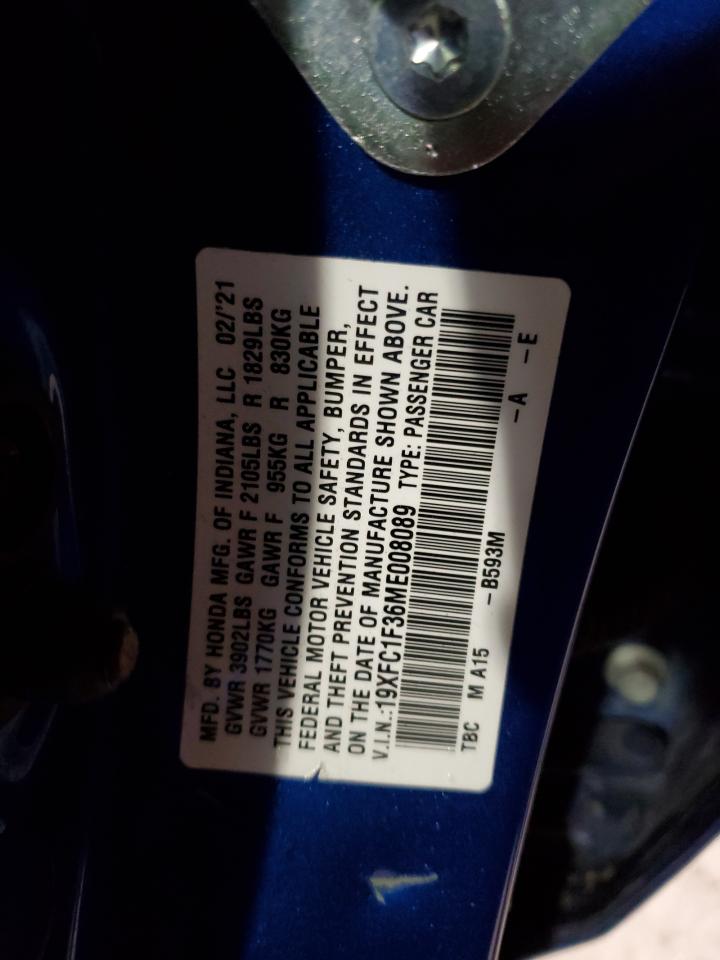 MFD. BY HONDA MFG. OF INDIANA, LLC 02/'21
GVWR 3902LBS GAWR F 2105LBS R 1829LBS
GVWR 1770KG GAWR F 955KG R 830KG
THIS VEHICLE CONFORMS TO ALL APPLICABLE
FEDERAL MOTOR VEHICLE SAFETY, BUMPER,
AND THEFT PREVENTION STANDARDS IN EFFECT
ON THE DATE OF MANUFACTURE SHOWN ABOVE.
V.I.N.:19XFC1F36ME008089 TYPE: PASSENGER CAR
TBC M A15 -B593M -A -E